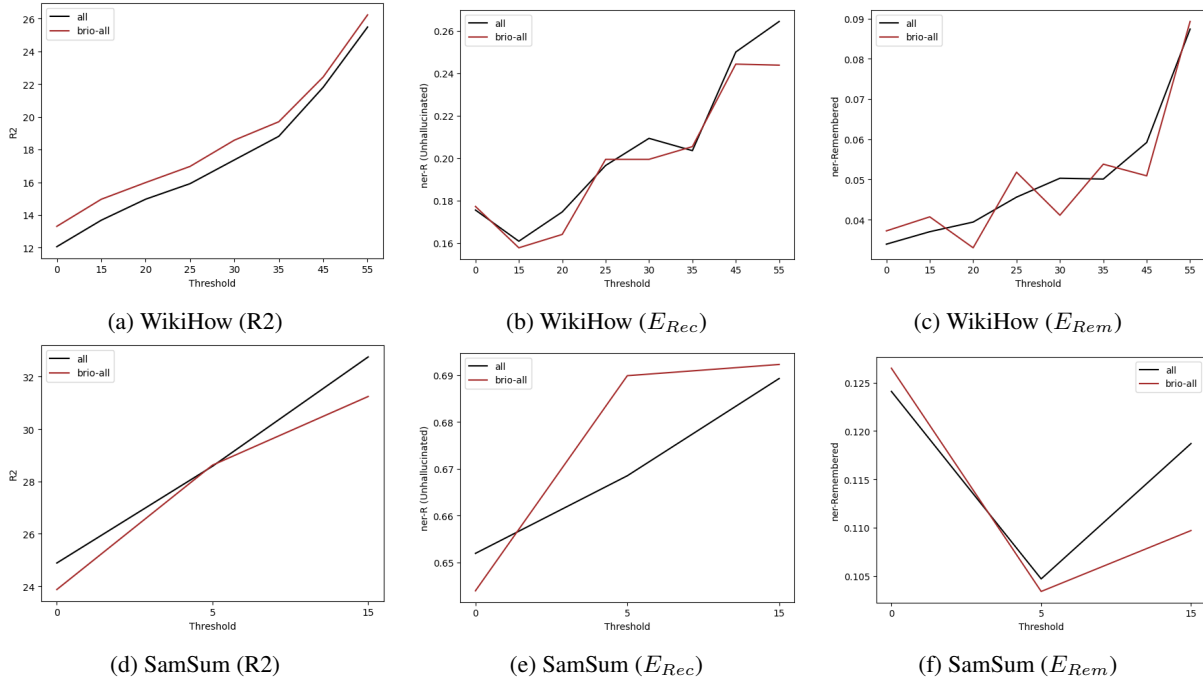 all
brio-all
26
24
22
20
18
16
14
12
R2
0 15 20 25 30 35 45 55
Threshold
(a) WikiHow (R2)
all
brio-all
0.26
0.24
0.22
0.20
0.18
0.16
ner-R (Unhallucinated)
0 15 20 25 30 35 45 55
Threshold
(b) WikiHow (E_Rec)
all
brio-all
0.09
0.08
0.07
0.06
0.05
0.04
ner-Remembered
0 15 20 25 30 35 45 55
Threshold
(c) WikiHow (E_Rem)
all
brio-all
32
30
28
26
24
R2
0 5 15
Threshold
(d) SamSum (R2)
all
brio-all
0.69
0.68
0.67
0.66
0.65
ner-R (Unhallucinated)
0 5 15
Threshold
(e) SamSum (E_Rec)
all
brio-all
0.125
0.120
0.115
0.110
0.105
ner-Remembered
0 5 15
Threshold
(f) SamSum (E_Rem)